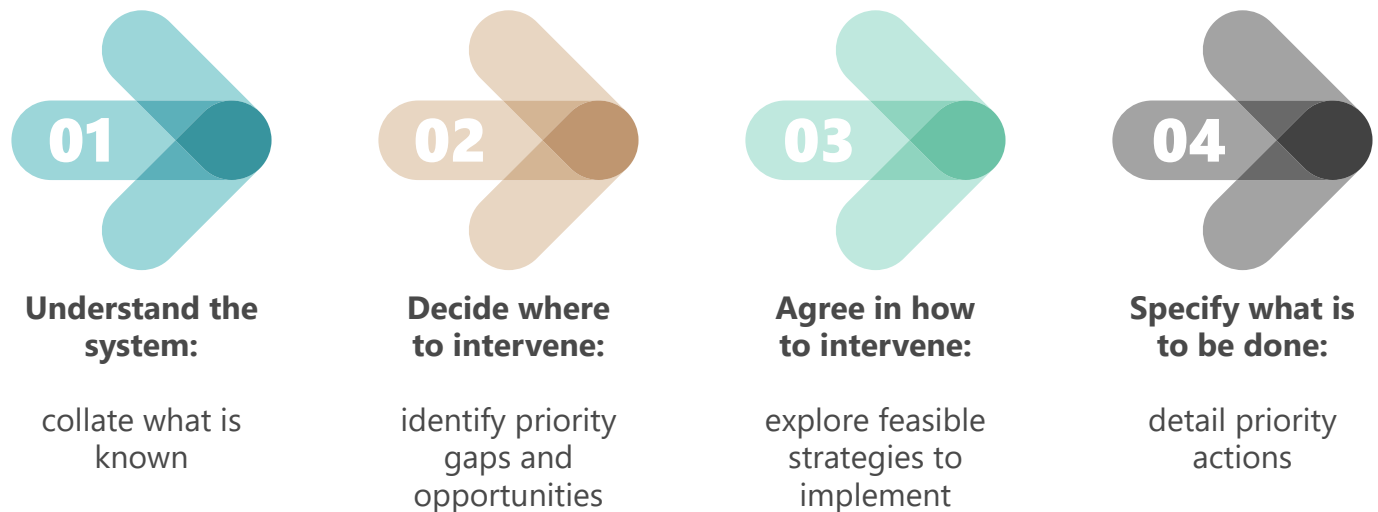 01
Understand the
system:
collate what is
known
02
Decide where
to intervene:
identify priority
gaps and
opportunities
03
Agree in how
to intervene:
explore feasible
strategies to
implement
04
Specify what is
to be done:
detail priority
actions